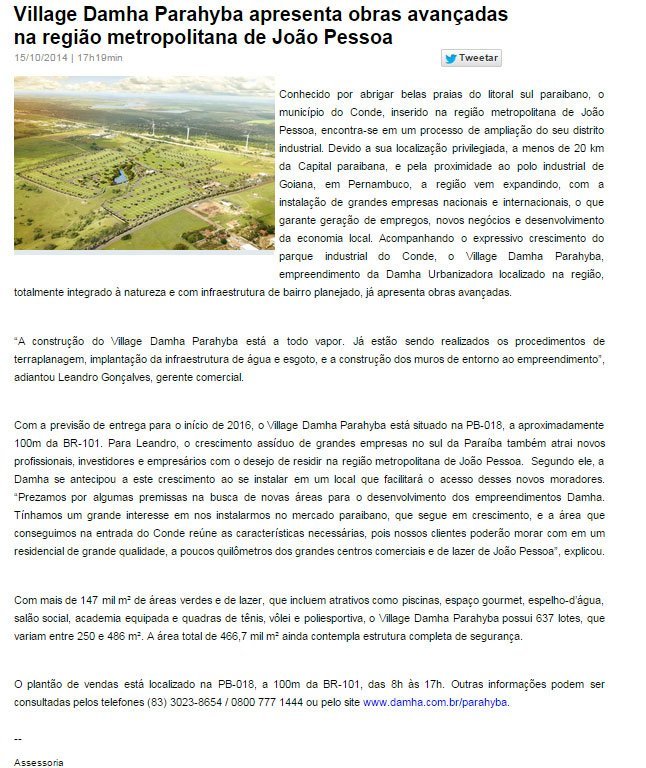 Village Damha Parahyba apresenta obras avançadas
na região metropolitana de João Pessoa
15/10/2014 | 17h19min
Tweetar
Conhecido por abrigar belas praias do litoral sul paraibano, o
município do Conde, inserido na região metropolitana de João
Pessoa, encontra-se em um processo de ampliação do seu distrito
industrial. Devido a sua localização privilegiada, a menos de 20 km
da Capital paraibana, e pela proximidade ao polo industrial de
Goiana, em Pernambuco, a região vem expandindo, com a
instalação de grandes empresas nacionais e internacionais, o que
garante geração de empregos, novos negócios e desenvolvimento
da economia local. Acompanhando o expressivo crescimento do
parque industrial do Conde, o Village Damha Parahyba,
empreendimento da Damha Urbanizadora localizado na região,
totalmente integrado à natureza e com infraestrutura de bairro planejado, já apresenta obras avançadas.
“A construção do Village Damha Parahyba está a todo vapor. Já estão sendo realizados os procedimentos de
terraplanagem, implantação da infraestrutura de água e esgoto, e a construção dos muros de entorno ao empreendimento”,
adiantou Leandro Gonçalves, gerente comercial.
Com a previsão de entrega para o início de 2016, o Village Damha Parahyba está situado na PB-018, a aproximadamente
100m da BR-101. Para Leandro, o crescimento assíduo de grandes empresas no sul da Paraíba também atrai novos
profissionais, investidores e empresários com o desejo de residir na região metropolitana de João Pessoa. Segundo ele, a
Damha se antecipou a este crescimento ao se instalar em um local que facilitará o acesso desses novos moradores.
“Prezamos por algumas premissas na busca de novas áreas para o desenvolvimento dos empreendimentos Damha.
Tínhamos um grande interesse em nos instalarmos no mercado paraibano, que segue em crescimento, e a área que
conseguimos na entrada do Conde reúne as características necessárias, pois nossos clientes poderão morar com em um
residencial de grande qualidade, a poucos quilômetros dos grandes centros comerciais e de lazer de João Pessoa”, explicou.
Com mais de 147 mil m² de áreas verdes e de lazer, que incluem atrativos como piscinas, espaço gourmet, espelho-d’água,
salão social, academia equipada e quadras de tênis, vôlei e poliesportiva, o Village Damha Parahyba possui 637 lotes, que
variam entre 250 e 486 m². A área total de 466,7 mil m² ainda contempla estrutura completa de segurança.
O plantão de vendas está localizado na PB-018, a 100m da BR-101, das 8h às 17h. Outras informações podem ser
consultadas pelos telefones (83) 3023-8654 / 0800 777 1444 ou pelo site www.damha.com.br/parahyba.
--
Assessoria